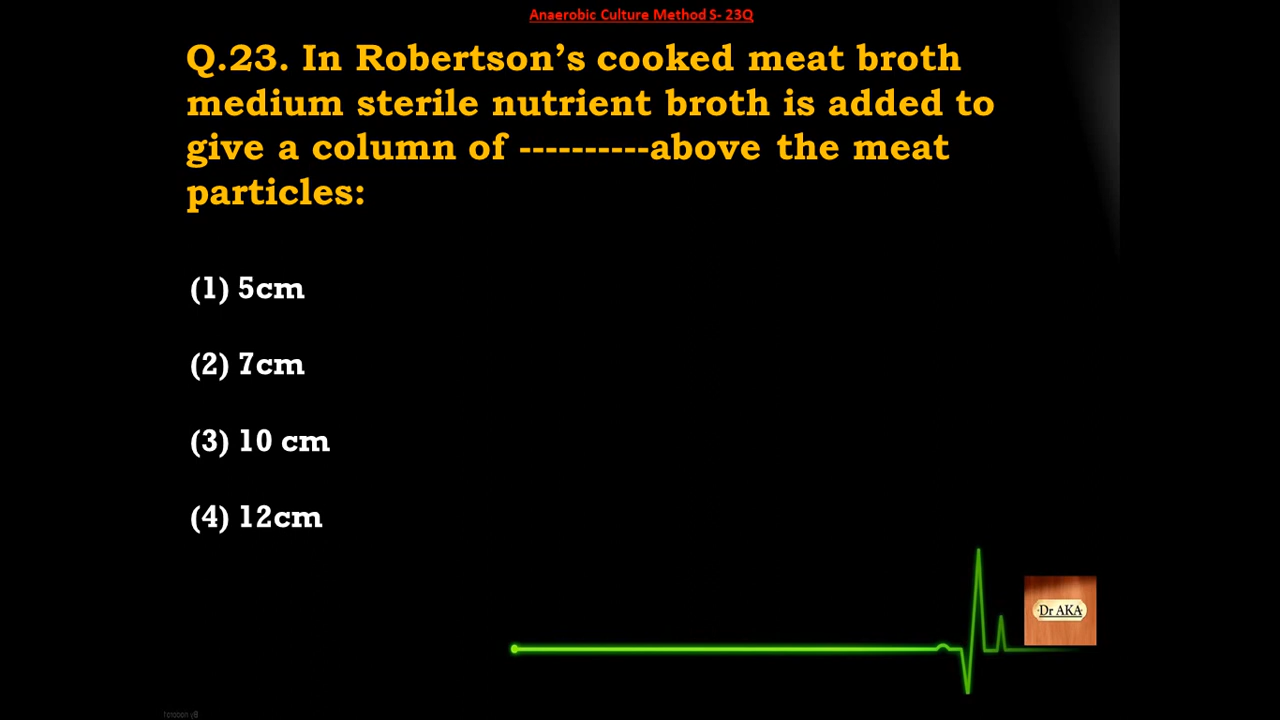 Anaerobic Culture Method S- 23Q
Q.23. In Robertson's cooked meat broth
medium sterile nutrient broth is added to
give a column of ----------above the meat
particles:
(1) 5cm
(2) 7cm
(3) 10 cm
(4) 12cm
Dr AKA